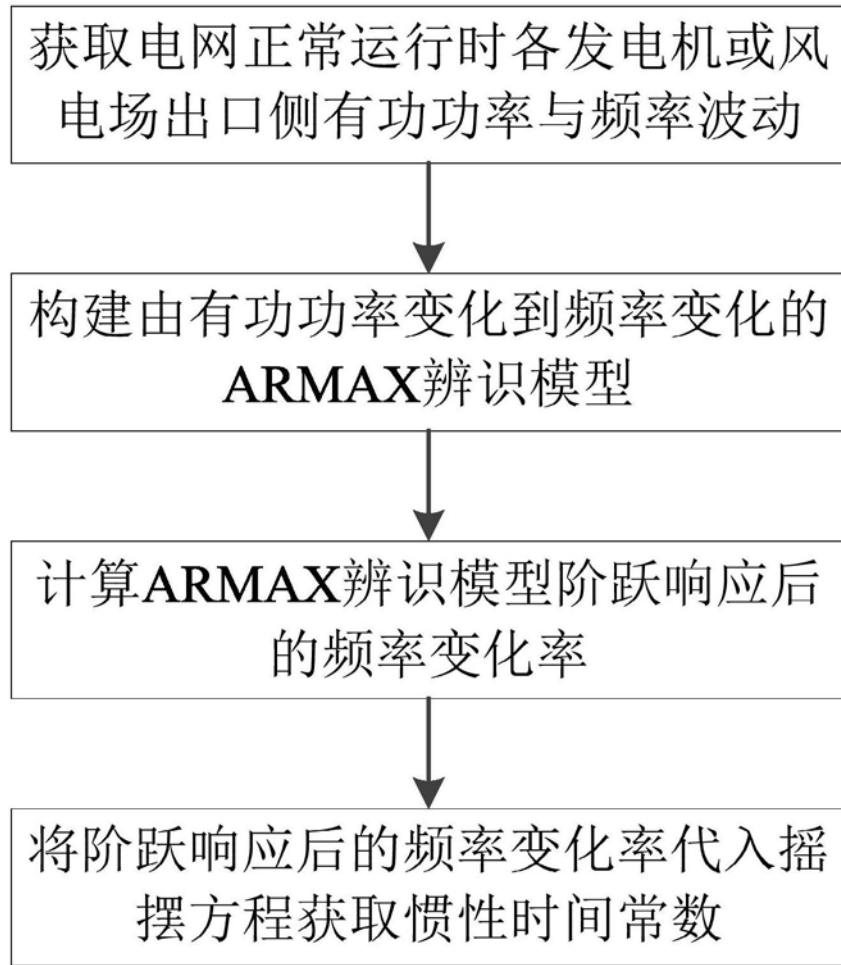 获取电网正常运行时各发电机或风
电场出口侧有功功率与频率波动
构建由有功功率变化到频率变化的
ARMAX辨识模型
计算ARMAX辨识模型阶跃响应后
的频率变化率
将阶跃响应后的频率变化率代入摇
摆方程获取惯性时间常数